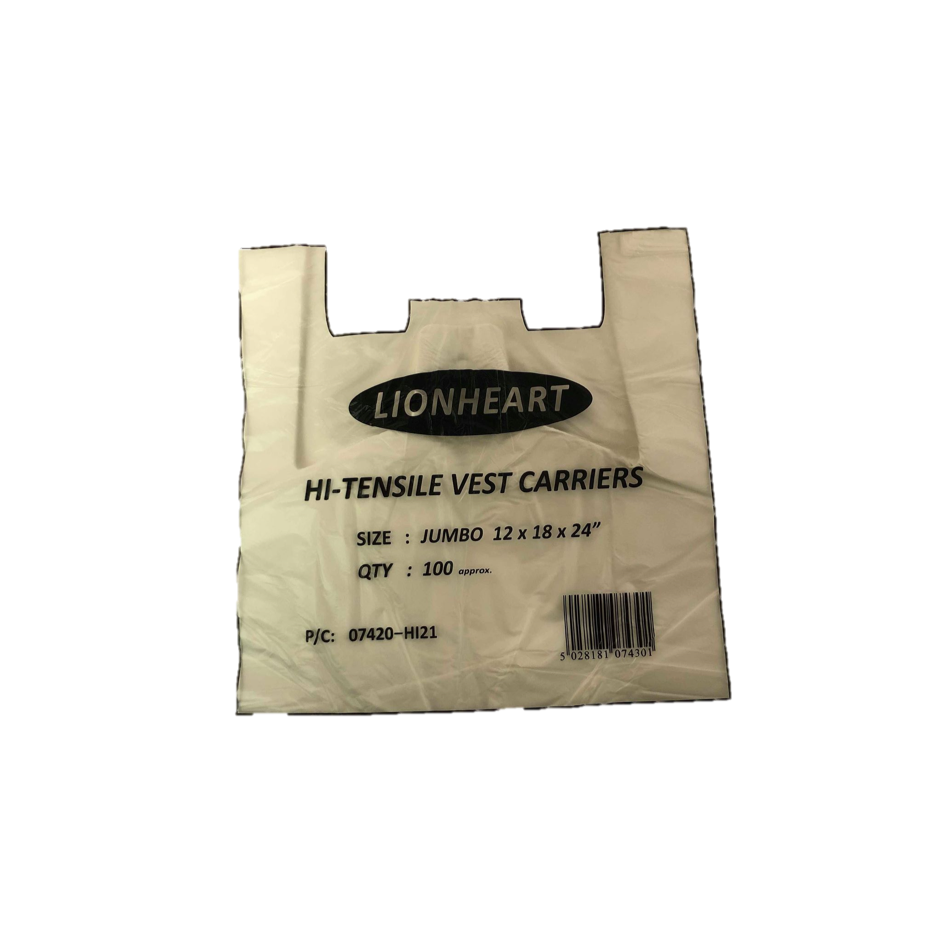 LIONHEART
HI-TENSILE VEST CARRIERS
SIZE : JUMBO 12 x 18 x 24”
QTY : 100 approx.
P/C: 07420-HI21
5 028181 074301